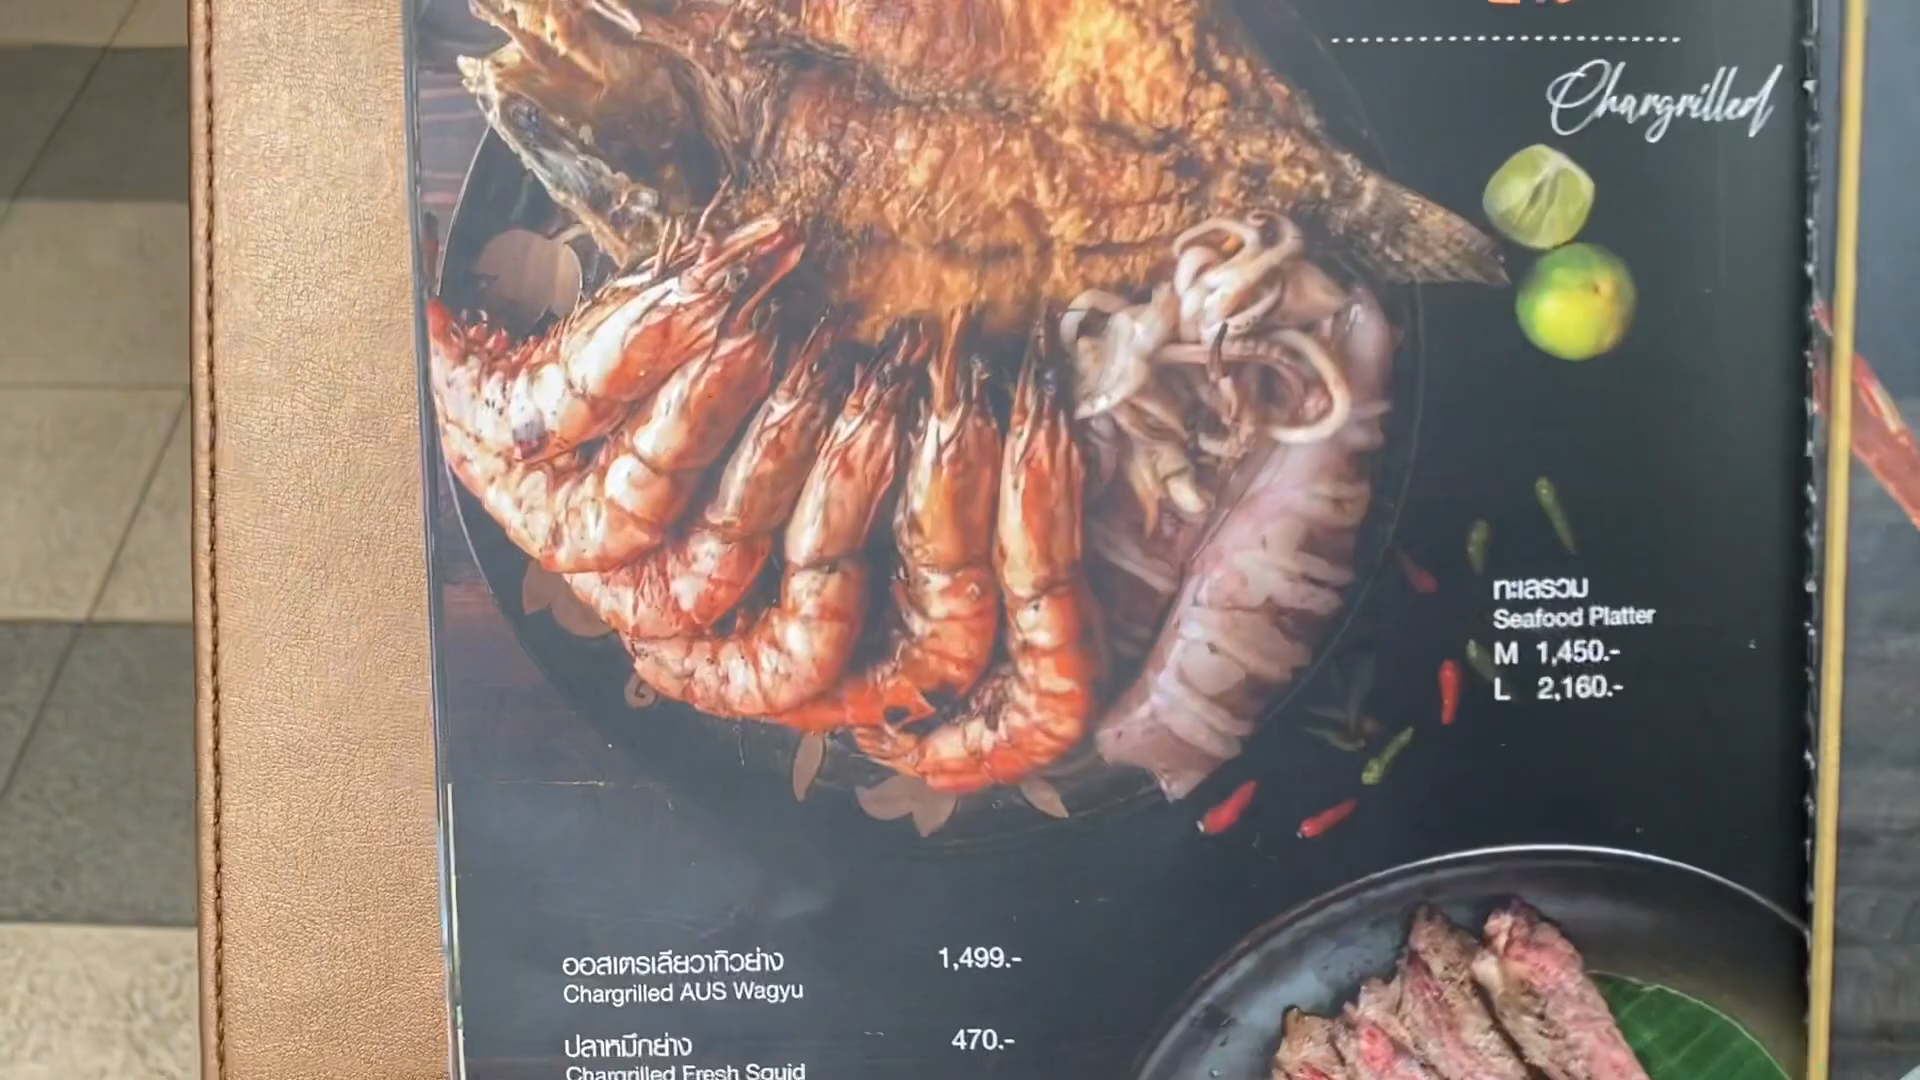 Chargrilled
ทะเลรวม
Seafood Platter
M 1,450.-
L 2,160.-
ออสเตรเลียวากิวย่าง 1,499.-
Chargrilled AUS Wagyu
ปลาหมึกย่าง 470.-
Chargrilled Fresh Squid